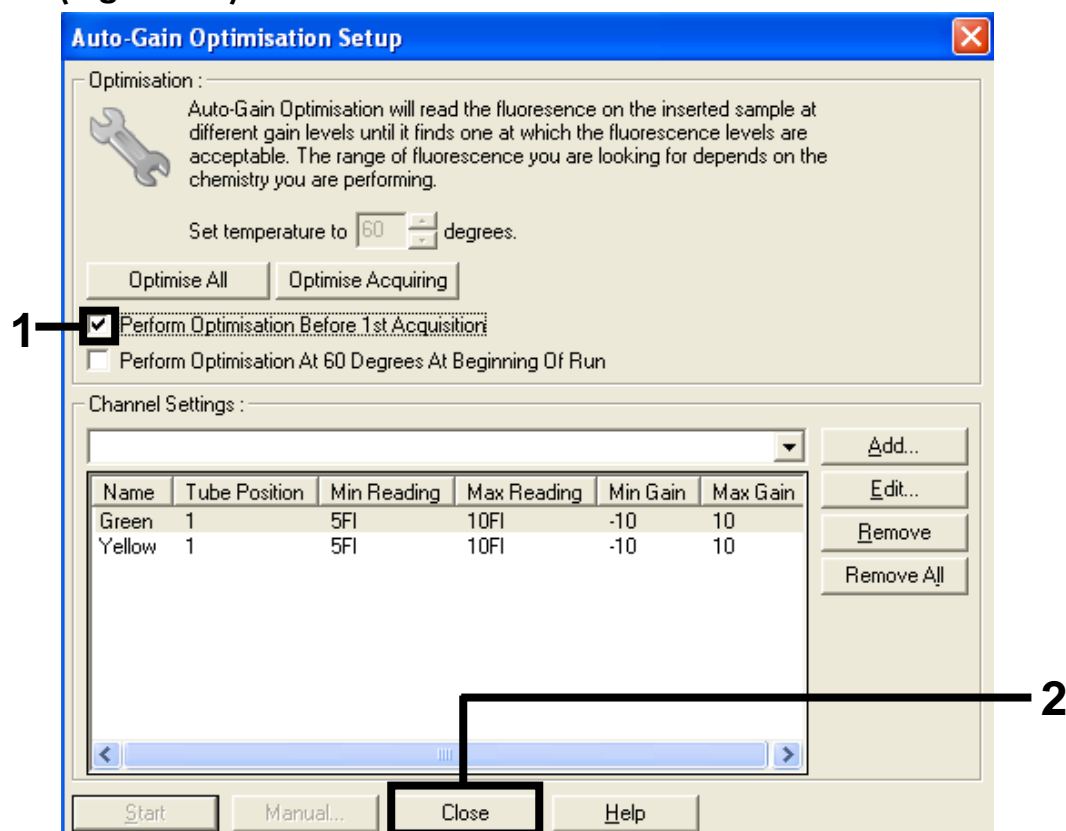 Auto-Gain Optimisation Setup
Optimisation :
Auto-Gain Optimisation will read the fluoresence on the inserted sample at
different gain levels until it finds one at which the fluorescence levels are
acceptable. The range of fluorescence you are looking for depends on the
chemistry you are performing.
Set temperature to 60 degrees.
Optimise All Optimise Acquiring
1
Perform Optimisation Before 1st Acquisition
Perform Optimisation At 60 Degrees At Beginning Of Run
Channel Settings :
Add...
Name Tube Position Min Reading Max Reading Min Gain Max Gain
Edit...
Green 1 5Fl 10Fl -10 10
Remove
Yellow 1 5Fl 10Fl -10 10
Remove All
2
Start Manual... Close Help